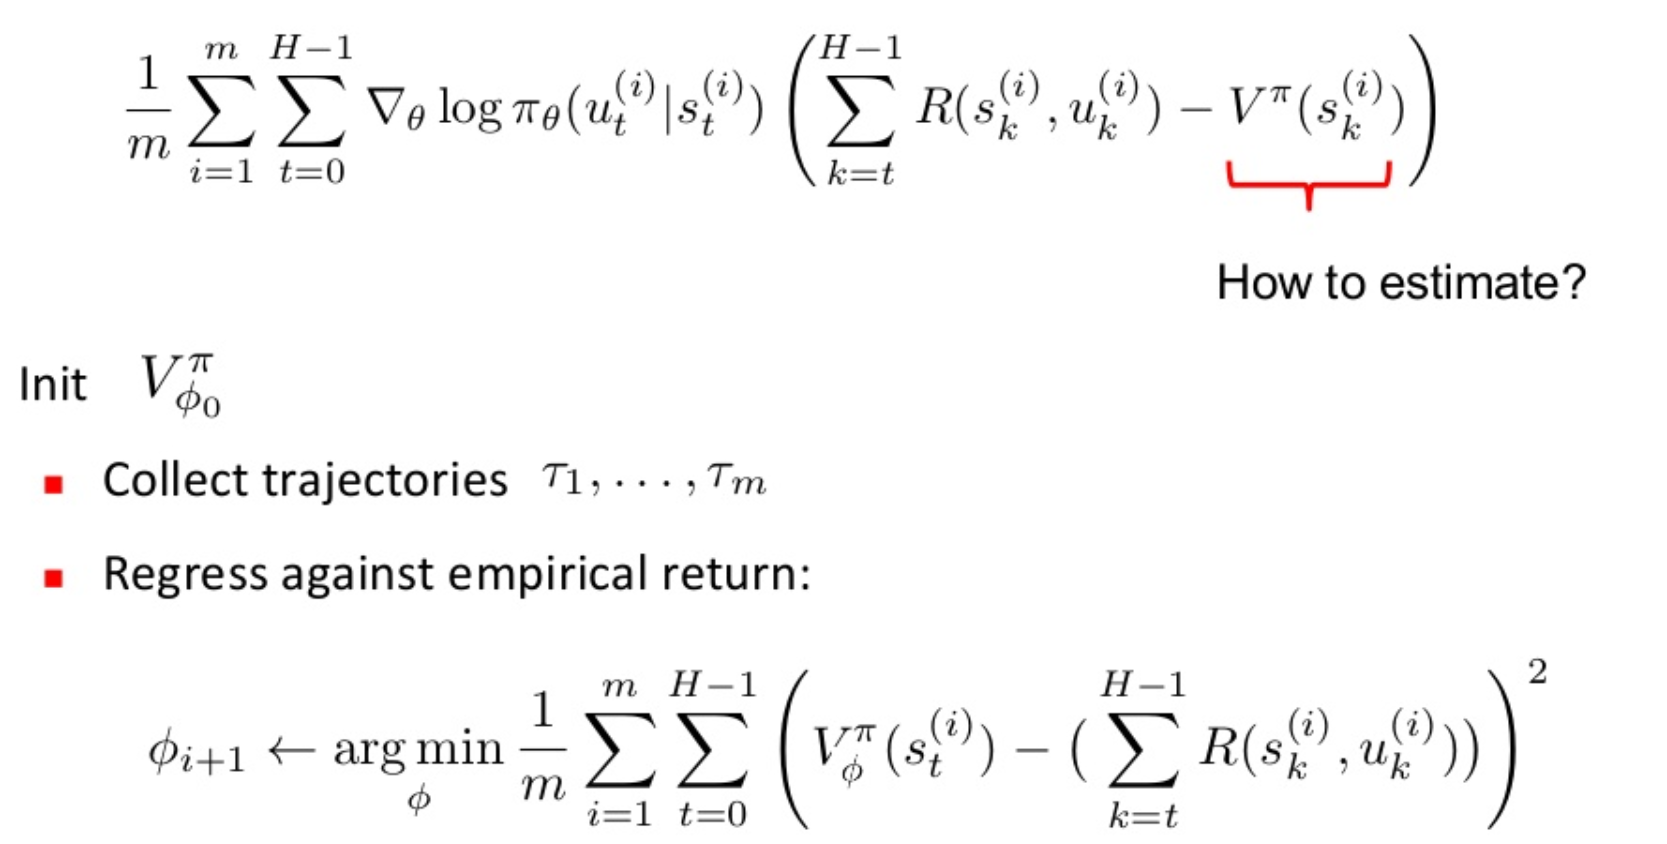 $\frac{1}{m} \sum_{i=1}^{m} \sum_{t=0}^{H-1} \nabla_\theta \log \pi_\theta(u_t^{(i)} | s_t^{(i)}) \left( \sum_{k=t}^{H-1} R(s_k^{(i)}, u_k^{(i)}) - V^\pi(s_k^{(i)}) \right)$
How to estimate?
Init $V_{\phi_0}^\pi$
▪ Collect trajectories $\tau_1, \ldots, \tau_m$
▪ Regress against empirical return:
$\phi_{i+1} \leftarrow \arg\min_\phi \frac{1}{m} \sum_{i=1}^{m} \sum_{t=0}^{H-1} \left( V_\phi^\pi(s_t^{(i)}) - ( \sum_{k=t}^{H-1} R(s_k^{(i)}, u_k^{(i)})) \right)^2$